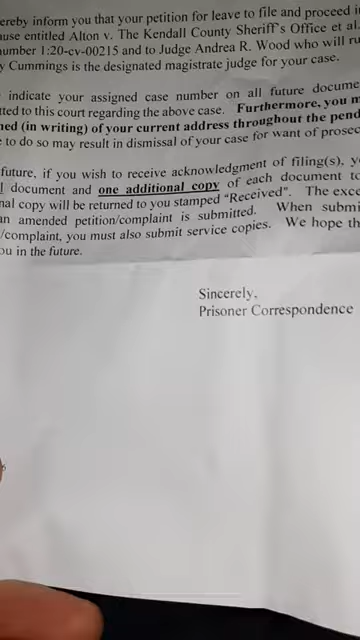 ereby inform you that your petition for leave to file and proceed i
use entitled Alton v. The Kendall County Sheriff's Office et al.
umber 1:20-cv-00215 and to Judge Andrea R. Wood who will ru
y Cummings is the designated magistrate judge for your case.
indicate your assigned case number on all future docume
tted to this court regarding the above case. Furthermore, you m
ned (in writing) of your current address throughout the pend
to do so may result in dismissal of your case for want of prosec
future, if you wish to receive acknowledgment of filing(s), y
l document and one additional copy of each document to
nal copy will be returned to you stamped "Received". The exce
an amended petition/complaint is submitted. When submi
/complaint, you must also submit service copies. We hope th
ou in the future.
Sincerely,
Prisoner Correspondence